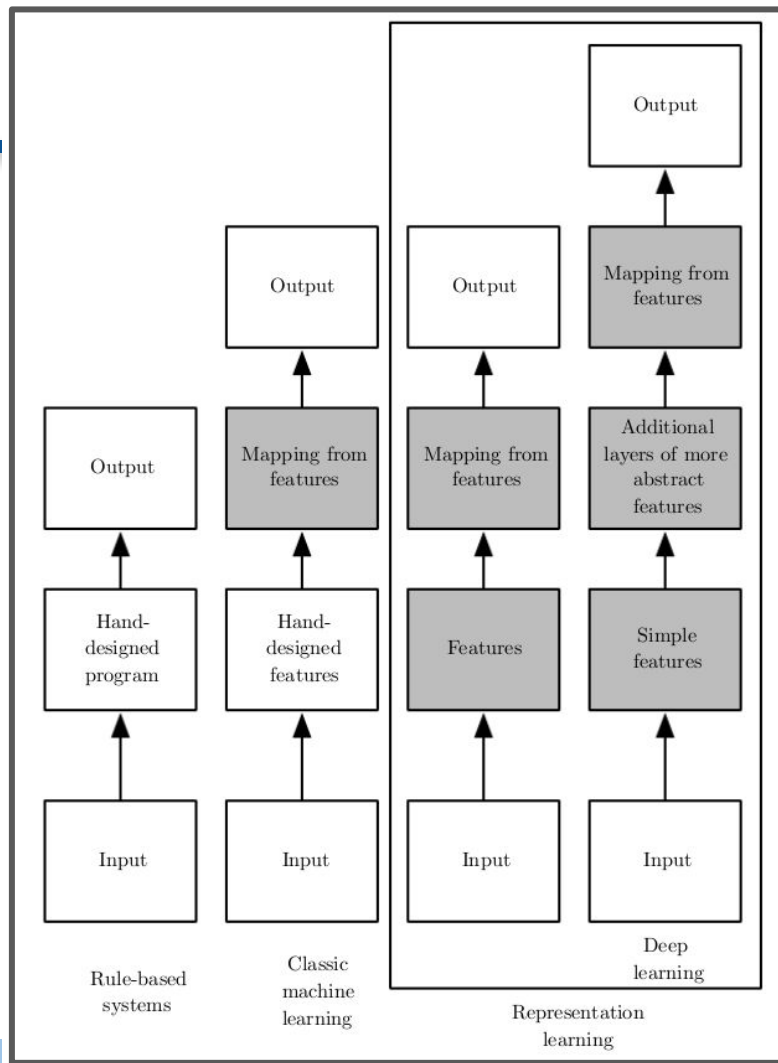 Output
Output
Output
Mapping from
features
Output
Mapping from
features
Mapping from
features
Additional
layers of more
abstract
features
Hand-
designed
program
Hand-
designed
features
Features
Simple
features
Input
Input
Input
Input
Rule-based
systems
Classic
machine
learning
Deep
learning
Representation
learning